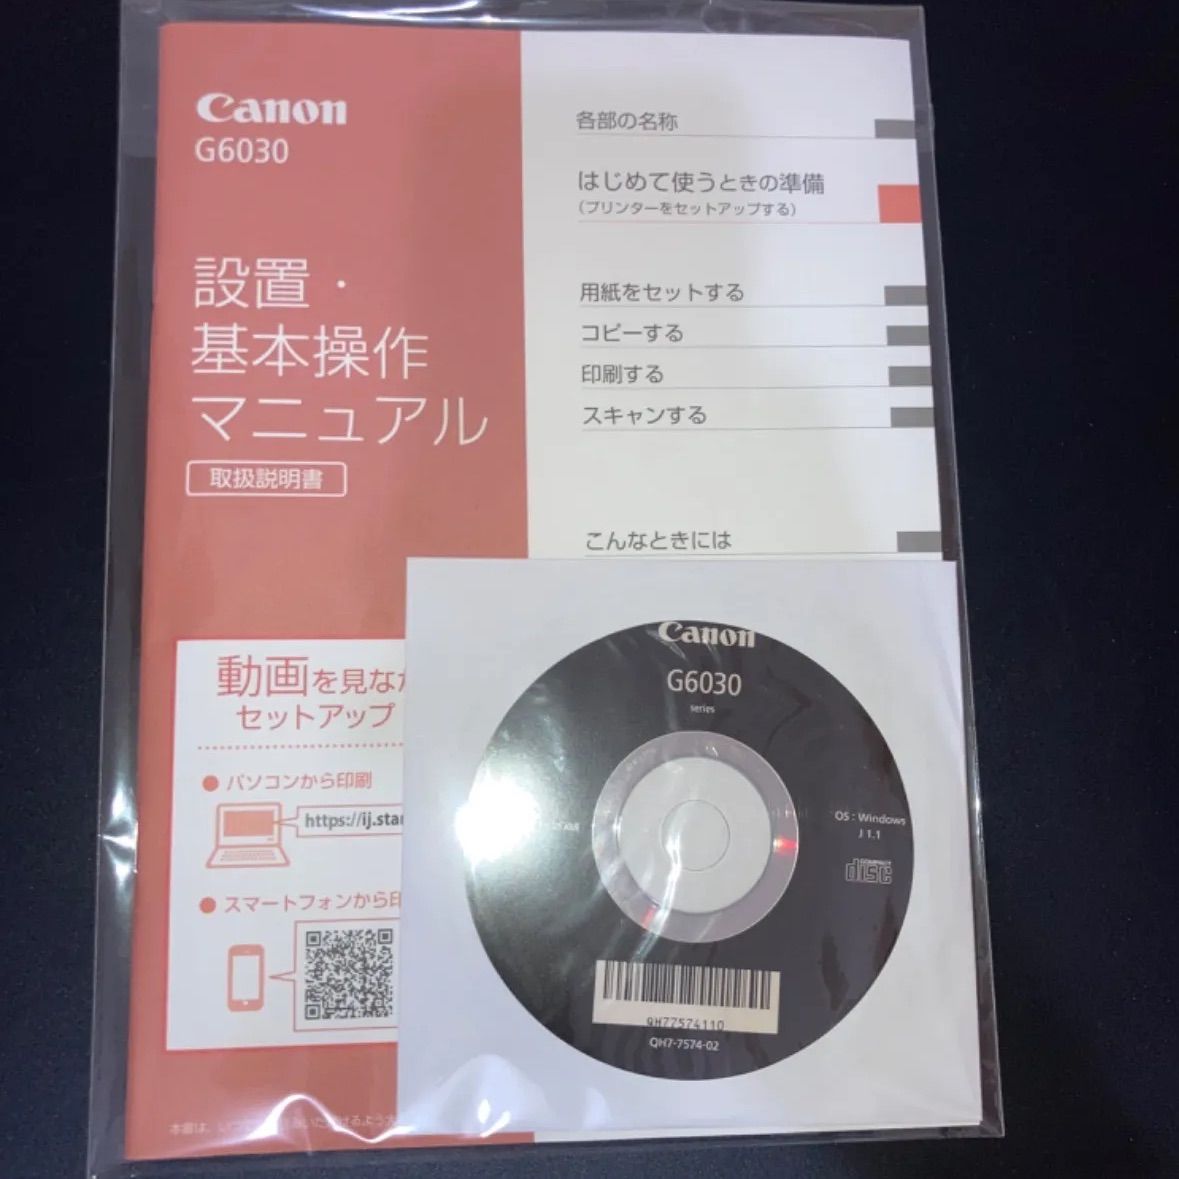 Canon
G6030
設置・
基本操作
マニュアル
取扱説明書
各部の名称
はじめて使うときの準備
(プリンターをセットアップする)
用紙をセットする
コピーする
印刷する
スキャンする
こんなときには
動画を見な
セットアップ
パソコンから印刷
https://ij.star
スマートフォンから印
本書は、
Canon
G6030
series
OS : Windows
J 1.1
COMPACT
disc
QH77574110
QH7-7574-02